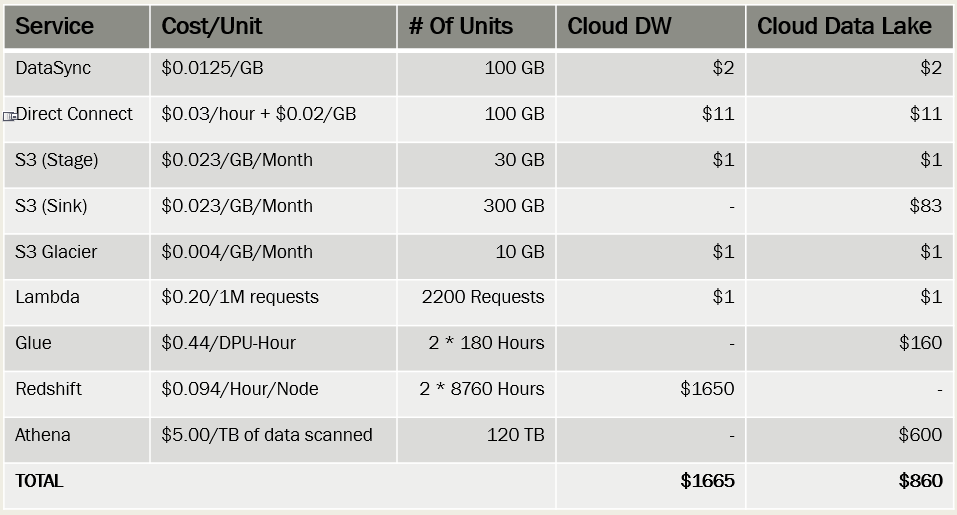 Service Cost/Unit # Of Units Cloud DW Cloud Data Lake
DataSync $0.0125/GB 100 GB $2 $2
Direct Connect $0.03/hour + $0.02/GB 100 GB $11 $11
S3 (Stage) $0.023/GB/Month 30 GB $1 $1
S3 (Sink) $0.023/GB/Month 300 GB - $83
S3 Glacier $0.004/GB/Month 10 GB $1 $1
Lambda $0.20/1M requests 2200 Requests $1 $1
Glue $0.44/DPU-Hour 2 * 180 Hours - $160
Redshift $0.094/Hour/Node 2 * 8760 Hours $1650 -
Athena $5.00/TB of data scanned 120 TB - $600
TOTAL $1665 $860